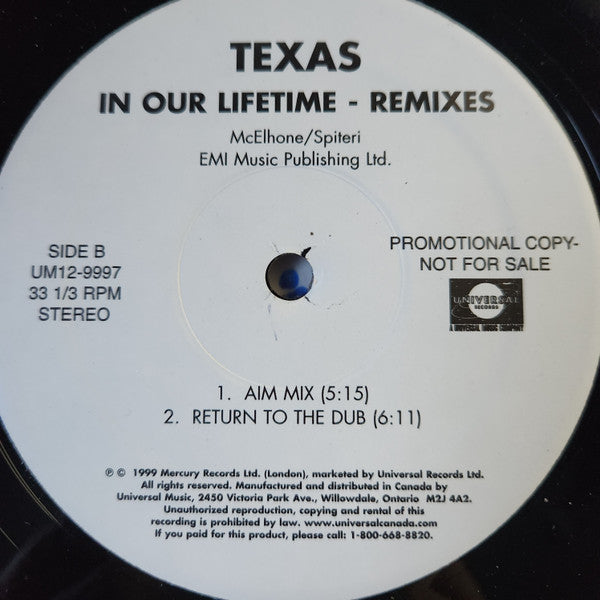 TEXAS
IN OUR LIFETIME - REMIXES
McElhone/Spiteri
EMI Music Publishing Ltd.
SIDE B
UM12-9997
33 1/3 RPM
STEREO
PROMOTIONAL COPY-
NOT FOR SALE
UNIVERSAL
RECORDS
A UNIVERSAL MUSIC COMPANY
1. AIM MIX (5:15)
2. RETURN TO THE DUB (6:11)
℗ © 1999 Mercury Records Ltd. (London), marketed by Universal Records Ltd.
All rights reserved. Manufactured and distributed in Canada by
Universal Music, 2450 Victoria Park Ave., Willowdale, Ontario M2J 4A2.
Unauthorized reproduction, copying and rental of this
recording is prohibited by law. www.universalcanada.com
If you paid for this product, please call: 1-800-668-8820.